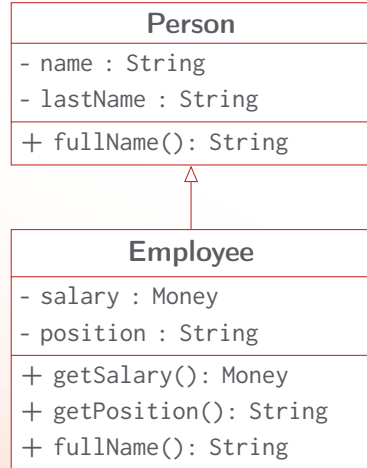 Person
- name : String
- lastName : String
+ fullName(): String
Employee
- salary : Money
- position : String
+ getSalary(): Money
+ getPosition(): String
+ fullName(): String